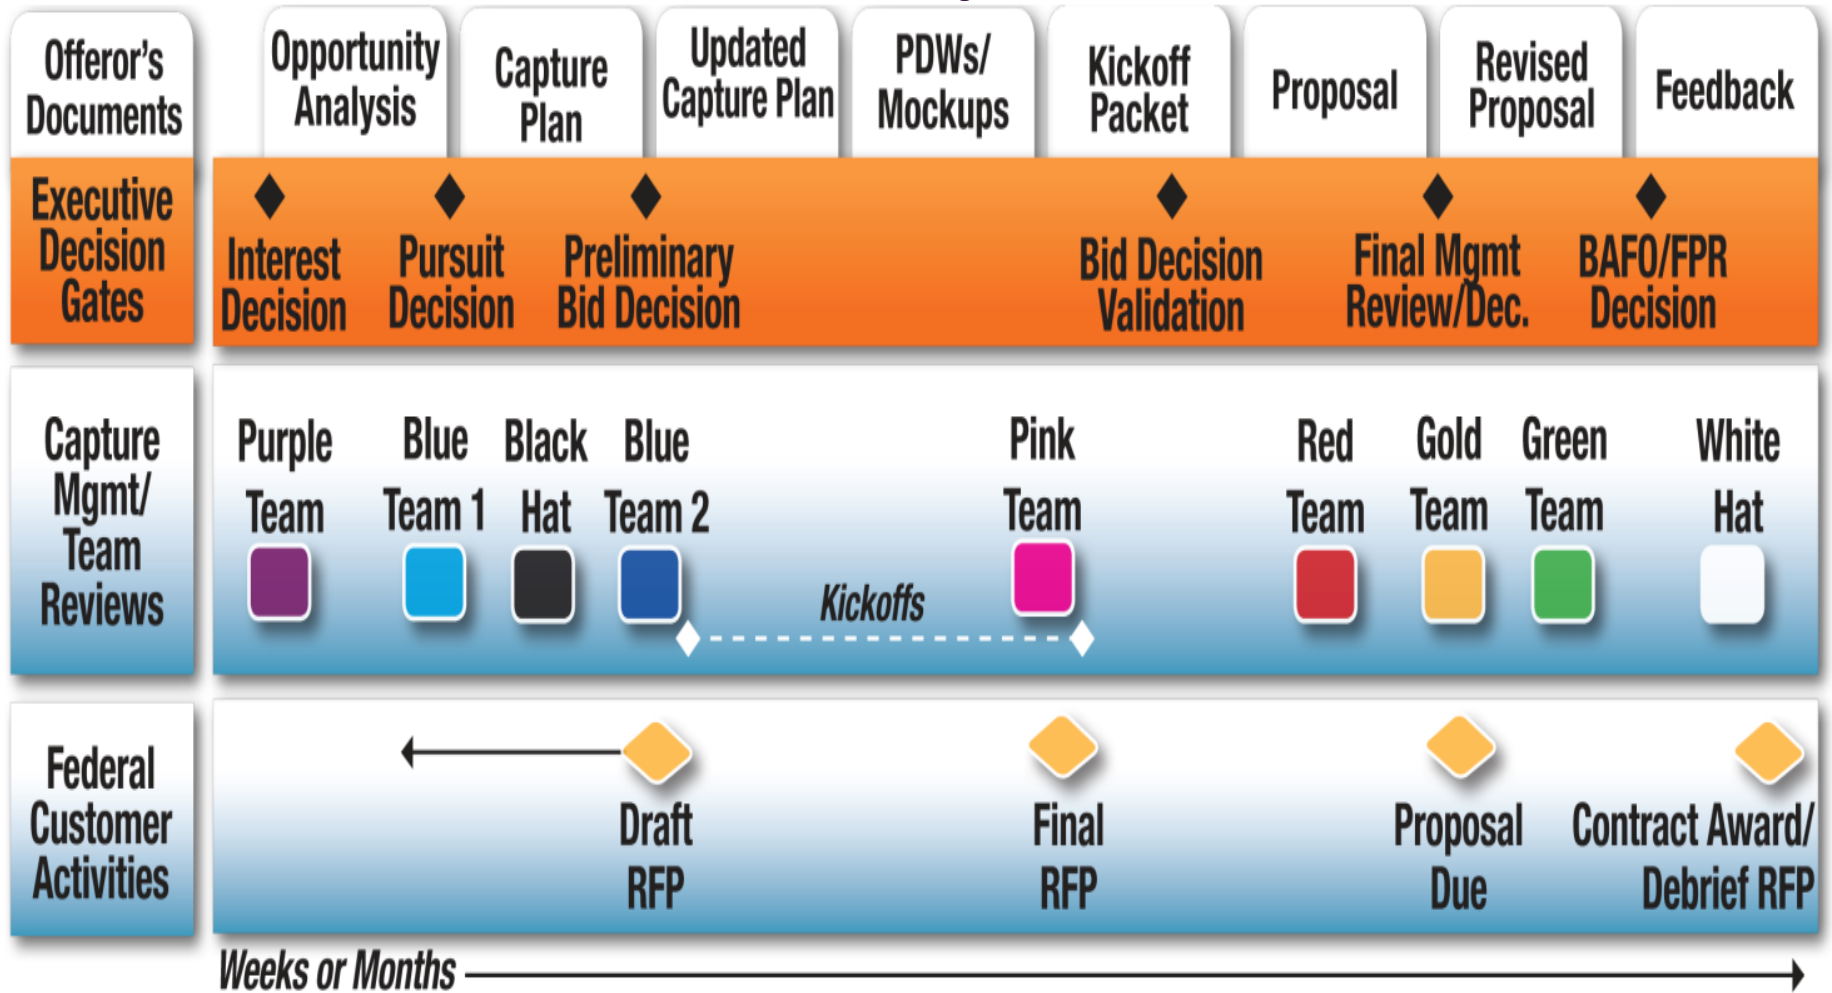 Offeror's
Documents
Opportunity
Analysis
Capture
Plan
Updated
Capture Plan
PDWs/
Mockups
Kickoff
Packet
Proposal
Revised
Proposal
Feedback
Executive
Decision
Gates
Interest
Decision
Pursuit
Decision
Preliminary
Bid Decision
Bid Decision
Validation
Final Mgmt
Review/Dec.
BAFO/FPR
Decision
Capture
Mgmt/
Team
Reviews
Purple
Team
Blue
Team 1
Black
Hat
Blue
Team 2
Kickoffs
Pink
Team
Red
Team
Gold
Team
Green
Team
White
Hat
Federal
Customer
Activities
Draft
RFP
Final
RFP
Proposal
Due
Contract Award/
Debrief RFP
Weeks or Months